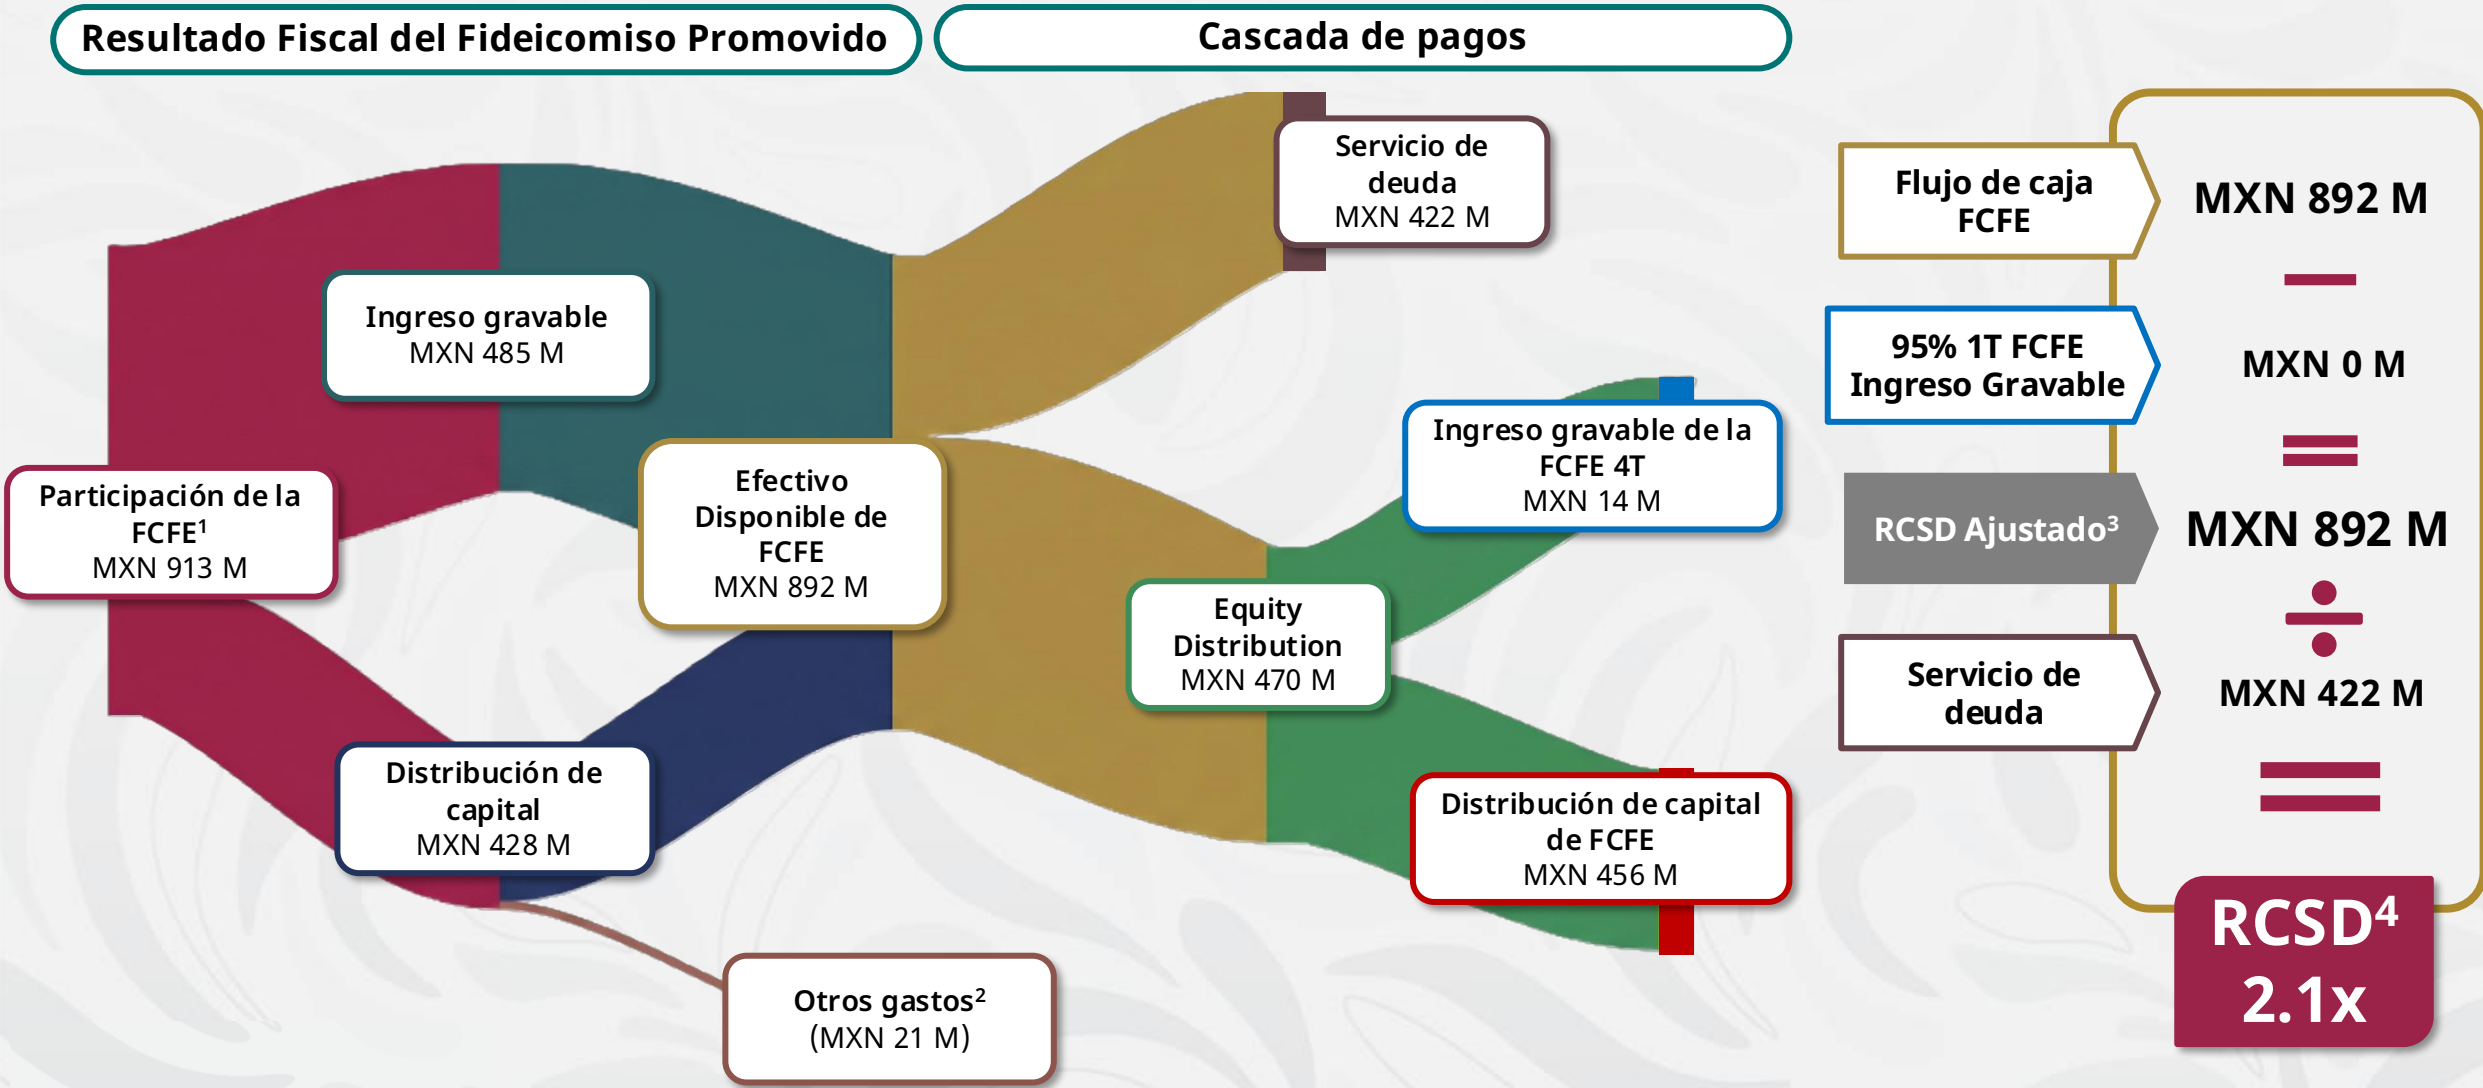 Resultado Fiscal del Fideicomiso Promovido
Cascada de pagos
Participación de la
FCFE¹
MXN 913 M
Ingreso gravable
MXN 485 M
Distribución de
capital
MXN 428 M
Efectivo
Disponible de
FCFE
MXN 892 M
Otros gastos²
(MXN 21 M)
Servicio de
deuda
MXN 422 M
Equity
Distribution
MXN 470 M
Ingreso gravable de la
FCFE 4T
MXN 14 M
Distribución de capital
de FCFE
MXN 456 M
Flujo de caja
FCFE
MXN 892 M
—
95% 1T FCFE
Ingreso Gravable
MXN 0 M
=
RCSD Ajustado³
MXN 892 M
÷
Servicio de
deuda
MXN 422 M
=
RCSD⁴
2.1x